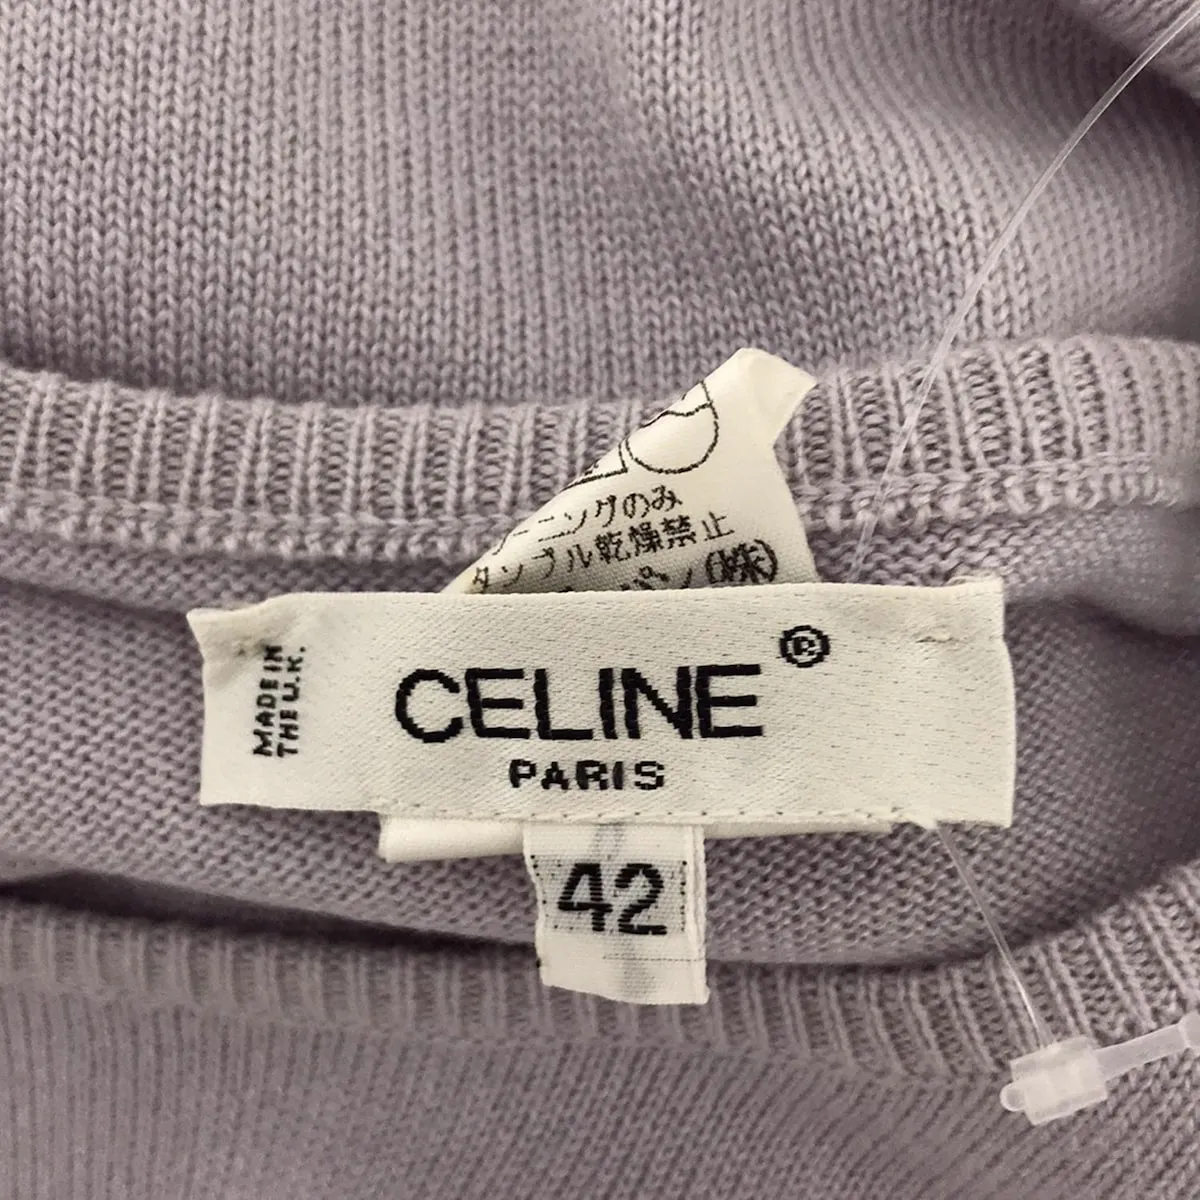 ニングのみ
タンブル乾燥禁止
パン(株)
MADE IN
THE U.K.
CELINE®
PARIS
42